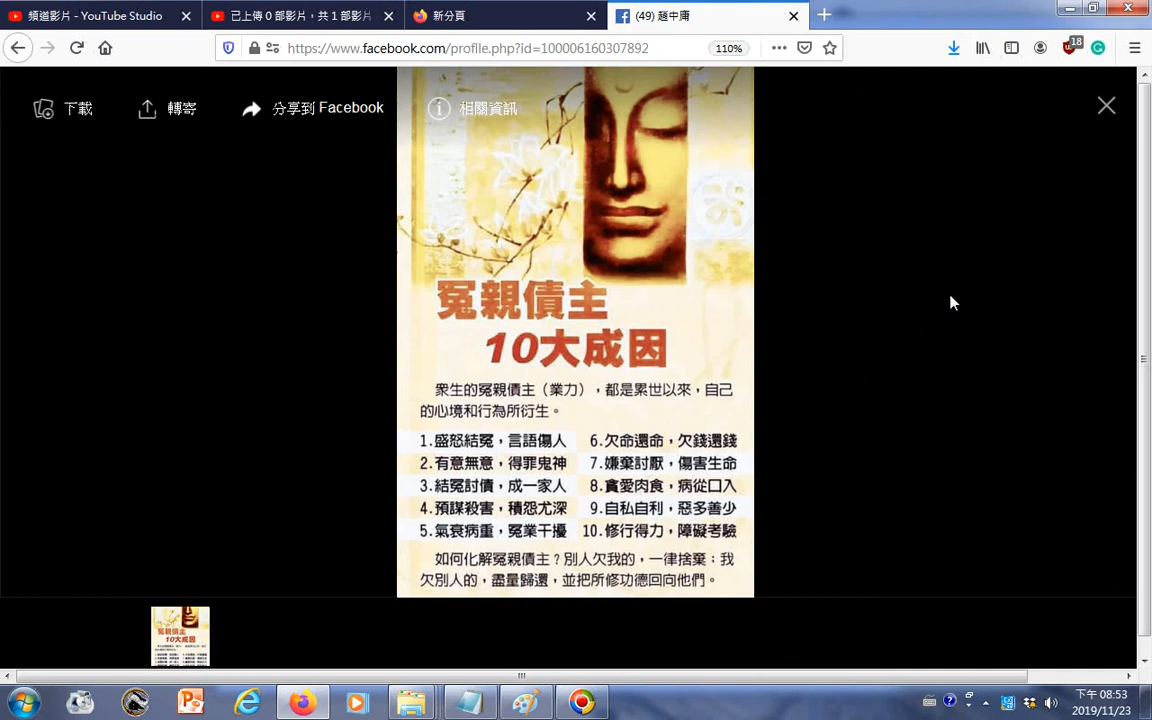 頻道影片 - YouTube Studio
已上傳 0 部影片，共 1 部影片
新分頁
(49) 趙中庸
https://www.facebook.com/profile.php?id=100006160307892
110%
18
下載
轉寄
分享到 Facebook
相關資訊
冤親債主
10大成因
衆生的冤親債主（業力），都是累世以來，自己
的心境和行為所衍生。
1.盛怒結冤，言語傷人
6.欠命還命，欠錢還錢
2.有意無意，得罪鬼神
7.嫌棄討厭，傷害生命
3.結冤討債，成一家人
8.貪愛肉食，病從口入
4.預謀殺害，積怨尤深
9.自私自利，惡多善少
5.氣衰病重，冤業干擾
10.修行得力，障礙考驗
如何化解冤親債主？別人欠我的，一律捨棄；我
欠別人的，盡量歸還，並把所修功德回向他們。
下午 08:53
2019/11/23